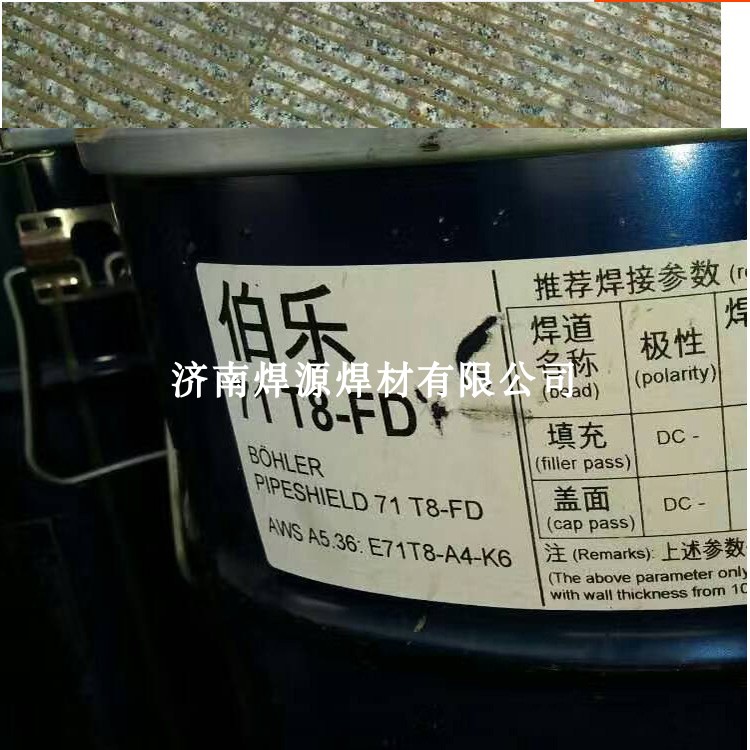 伯乐
71 T8-FD
BÖHLER
PIPESHIELD 71 T8-FD
AWS A5.36: E71T8-A4-K6
推荐焊接参数 (re
焊道
名称
(bead)
极性
(polarity)
焊
填充
(filler pass)
DC -
盖面
(cap pass)
DC -
注 (Remarks): 上述参数
(The above parameter only
with wall thickness from 10
济南焊源焊材有限公司